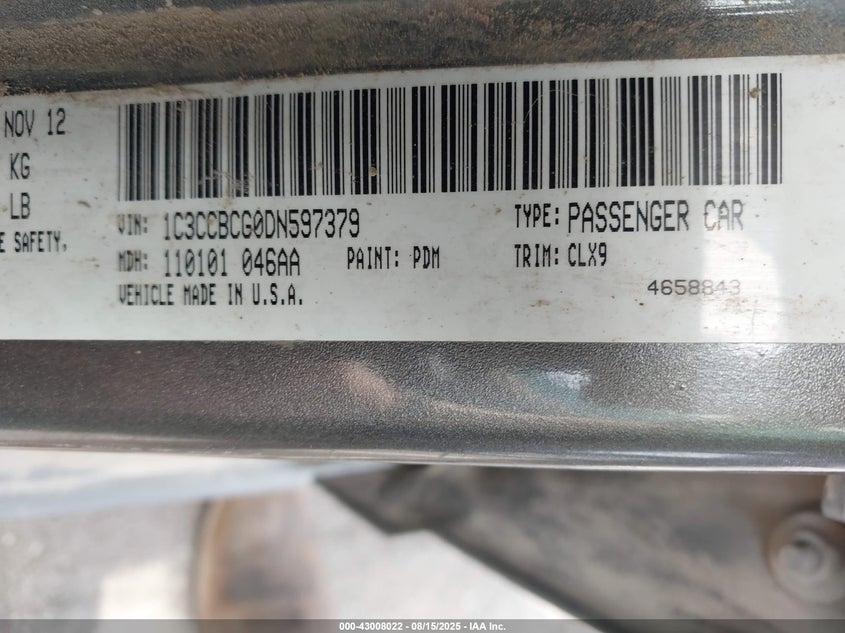 NOV 12
KG
LB
E SAFETY,
VIN: 1C3CCBCG0DN597379
TYPE: PASSENGER CAR
MDH: 110101 046AA PAINT: PDM
TRIM: CLX9
VEHICLE MADE IN U.S.A.
4658843
000-43008022 - 08/15/2025 - IAA Inc.